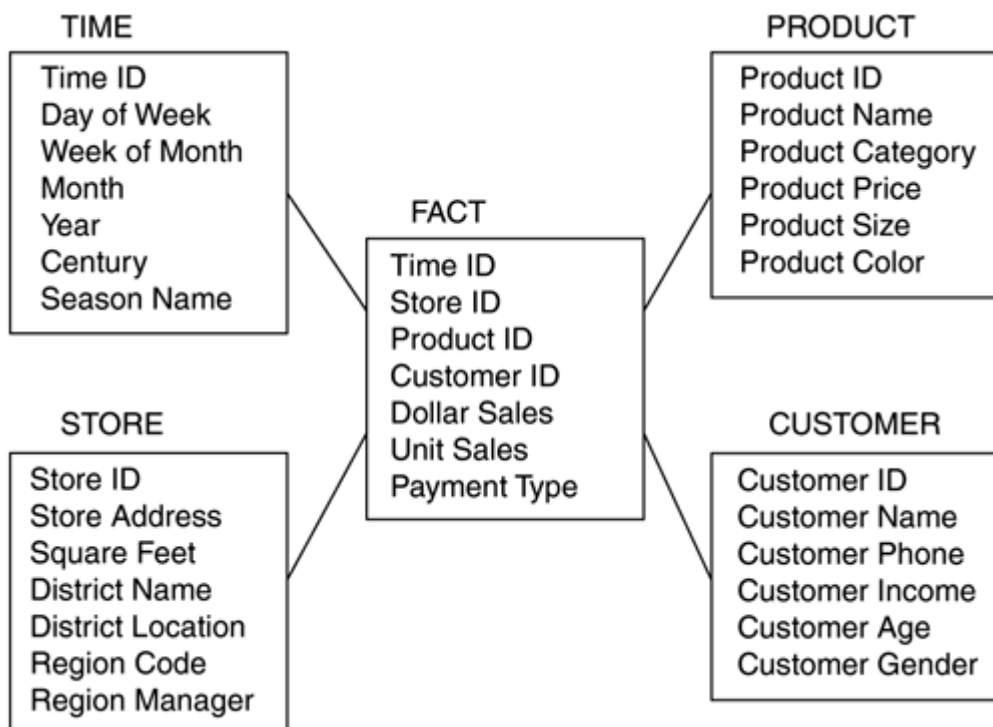 TIME
Time ID
Day of Week
Week of Month
Month
Year
Century
Season Name
PRODUCT
Product ID
Product Name
Product Category
Product Price
Product Size
Product Color
FACT
Time ID
Store ID
Product ID
Customer ID
Dollar Sales
Unit Sales
Payment Type
STORE
Store ID
Store Address
Square Feet
District Name
District Location
Region Code
Region Manager
CUSTOMER
Customer ID
Customer Name
Customer Phone
Customer Income
Customer Age
Customer Gender